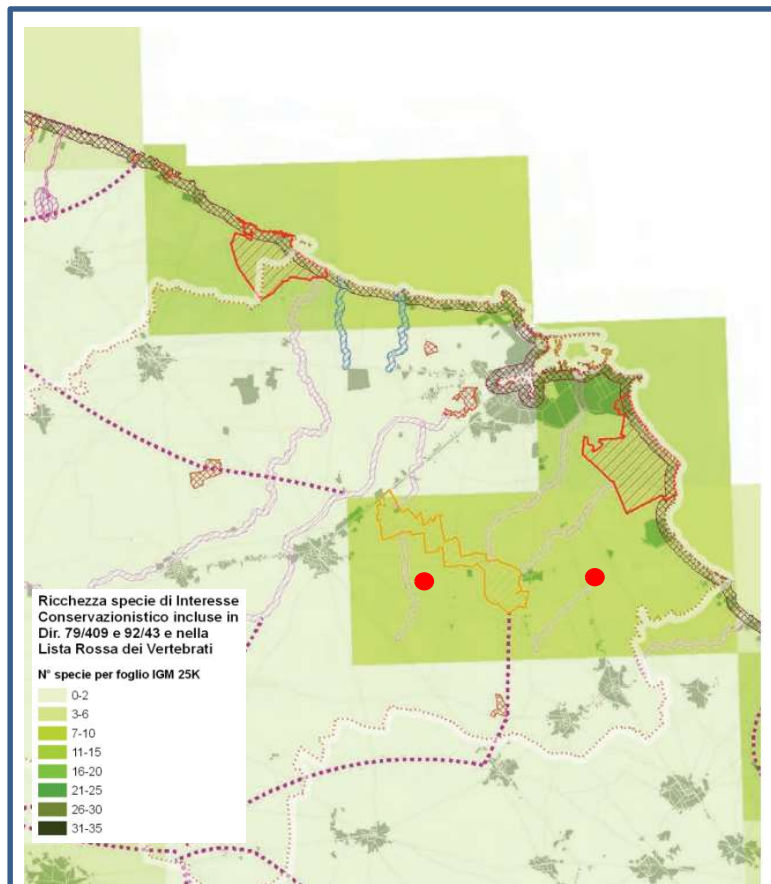 Ricchezza specie di Interesse
Conservazionistico incluse in
Dir. 79/409 e 92/43 e nella
Lista Rossa dei Vertebrati
N° specie per foglio IGM 25K
0-2
3-6
7-10
11-15
16-20
21-25
26-30
31-35